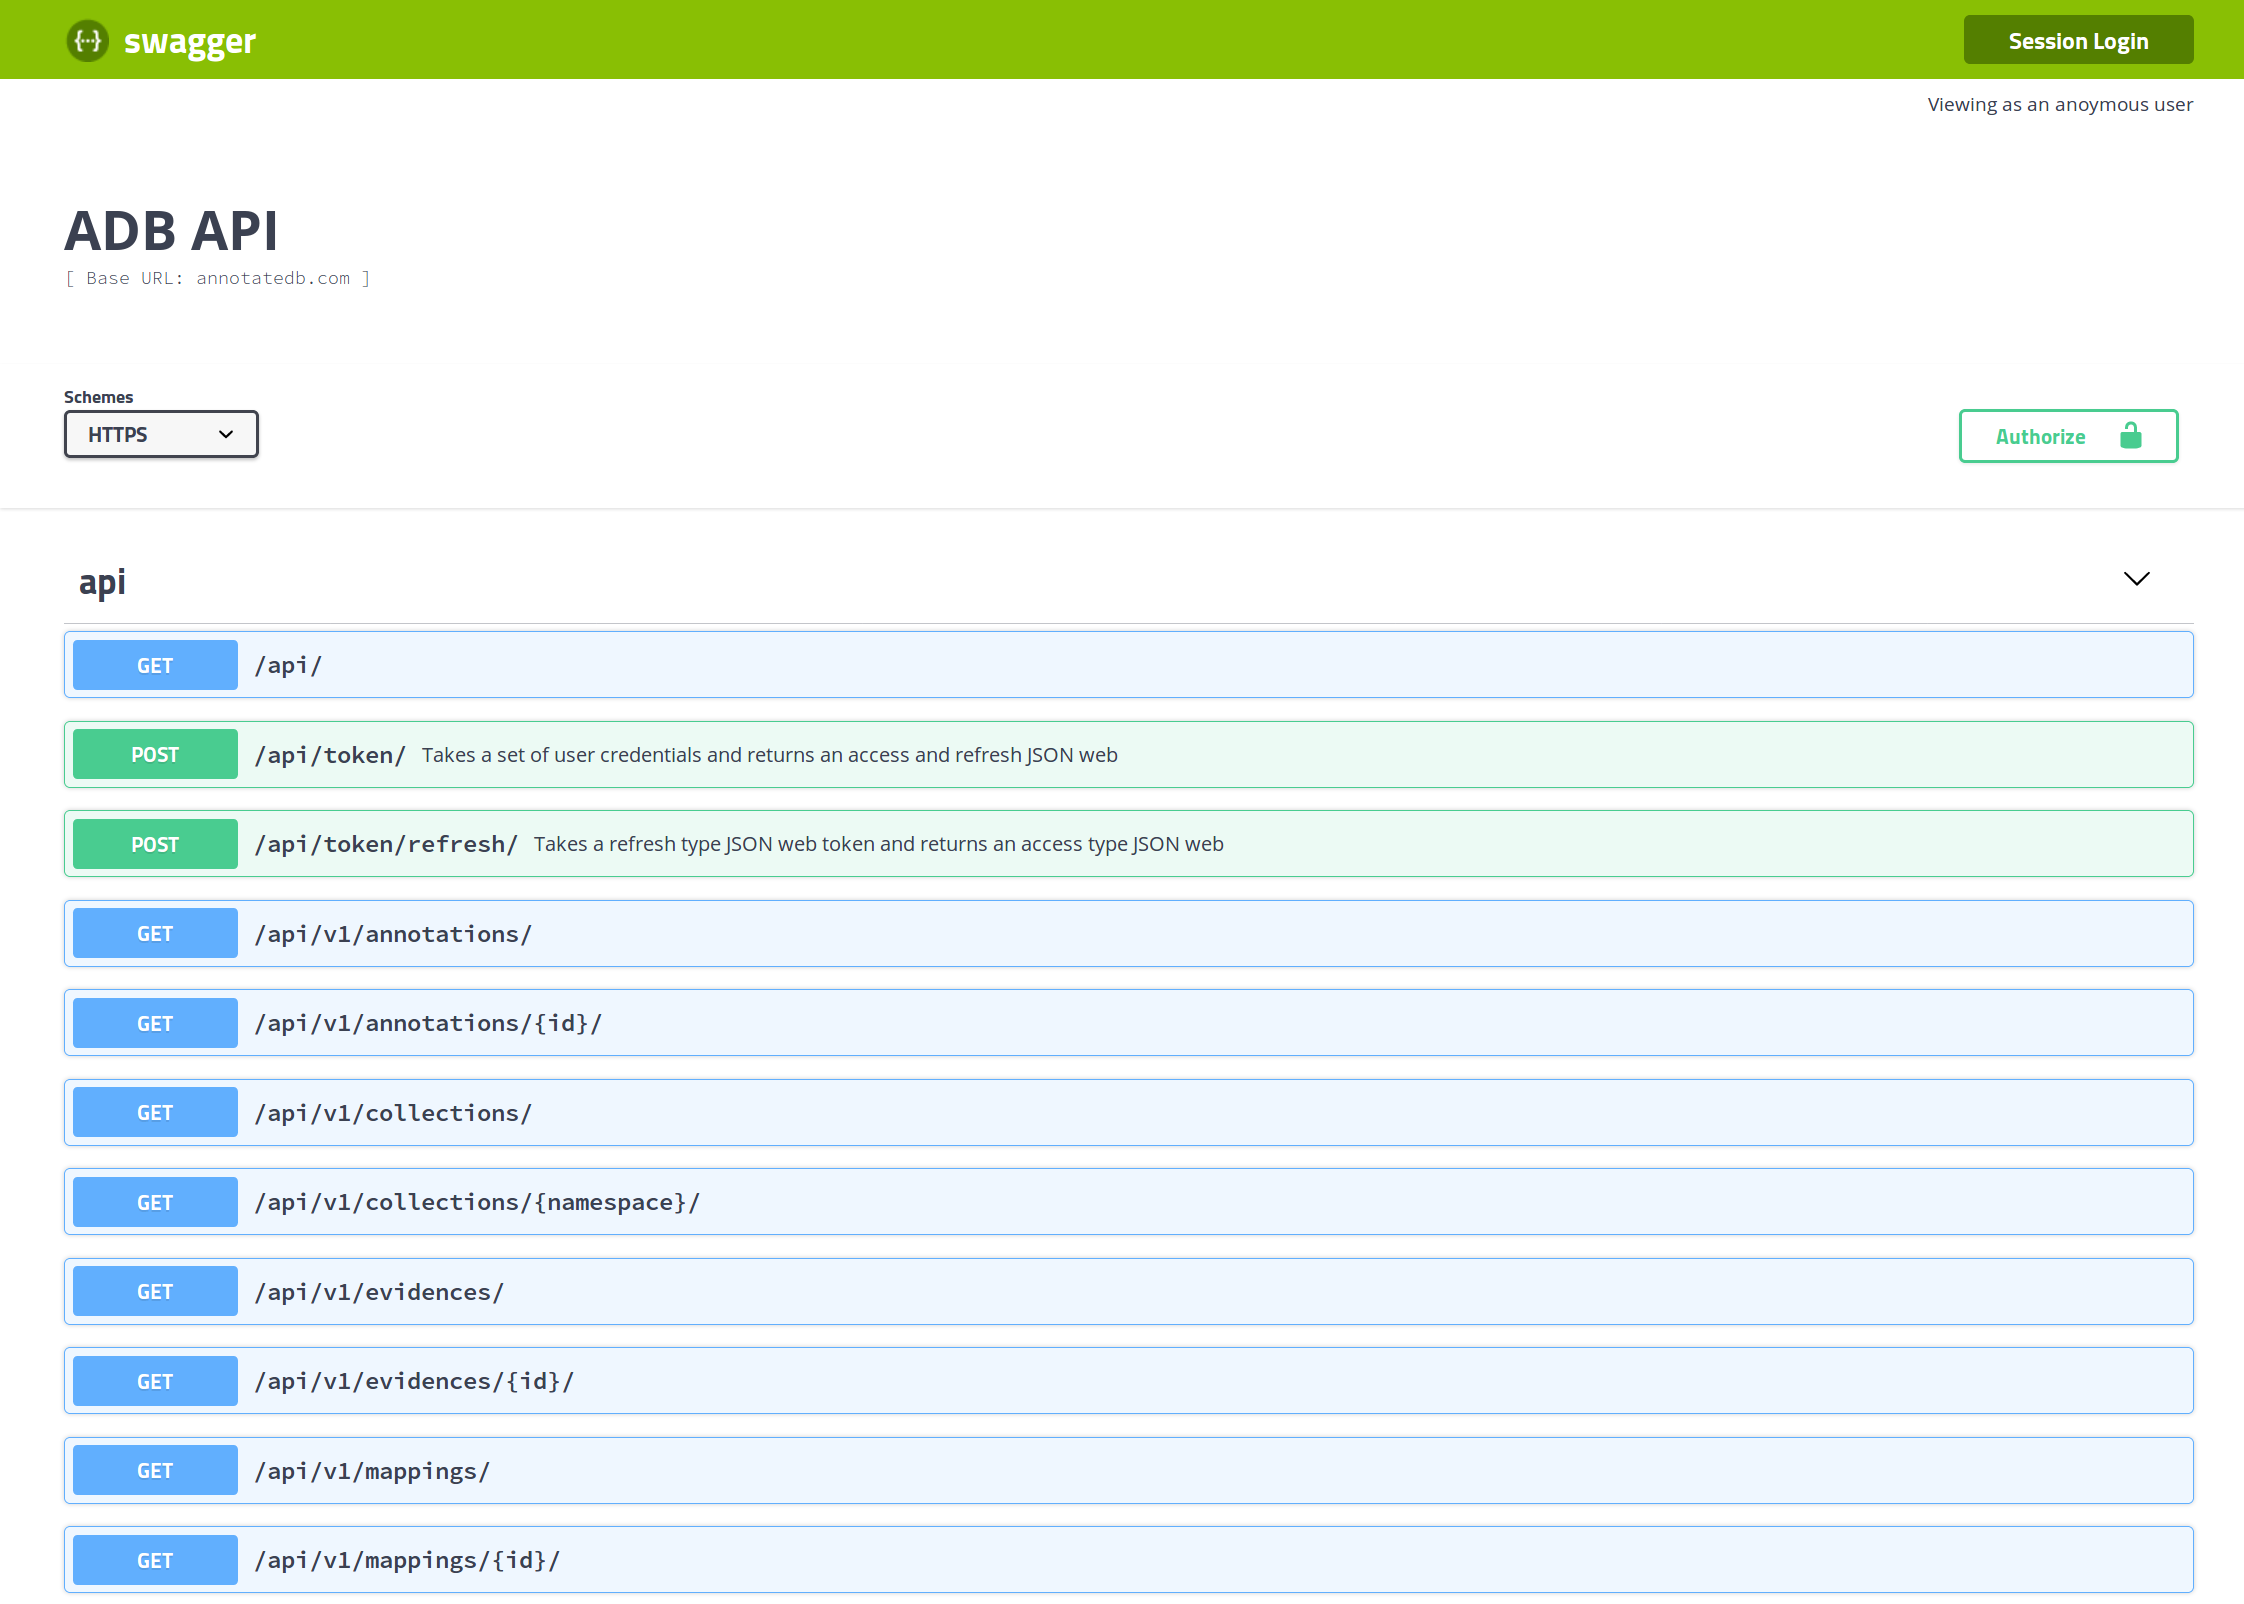 {···} swagger
Session Login
Viewing as an anoymous user
ADB API
[ Base URL: annotatedb.com ]
Schemes
HTTPS
Authorize
api
GET /api/
POST /api/token/ Takes a set of user credentials and returns an access and refresh JSON web
POST /api/token/refresh/ Takes a refresh type JSON web token and returns an access type JSON web
GET /api/v1/annotations/
GET /api/v1/annotations/{id}/
GET /api/v1/collections/
GET /api/v1/collections/{namespace}/
GET /api/v1/evidences/
GET /api/v1/evidences/{id}/
GET /api/v1/mappings/
GET /api/v1/mappings/{id}/